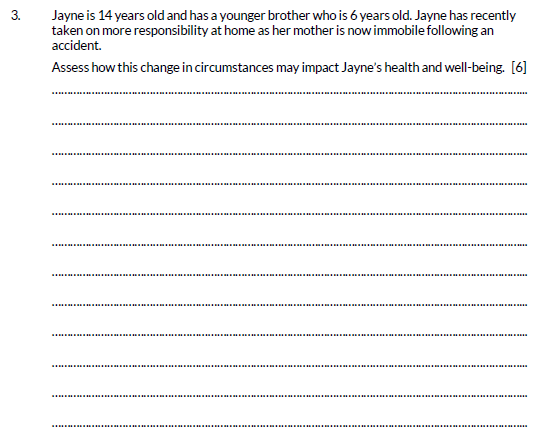 3. Jayne is 14 years old and has a younger brother who is 6 years old. Jayne has recently
taken on more responsibility at home as her mother is now immobile following an
accident.
Assess how this change in circumstances may impact Jayne's health and well-being. [6]